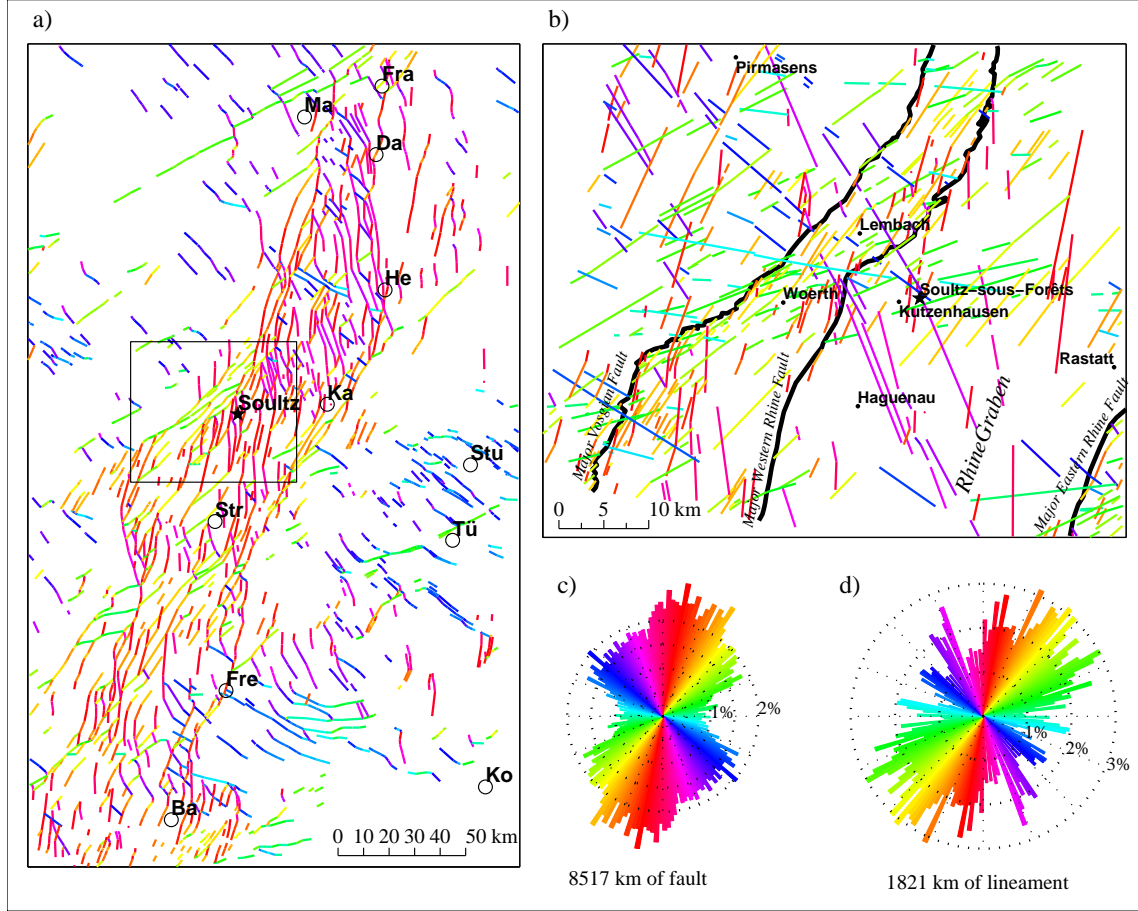 a)
Fra
Ma
Da
He
Ka
Soultz
Stu
Str
Tü
Fre
Ko
Ba
0 10 20 30 40 50 km
b)
Pirmasens
Lembach
Soultz−sous−Forêts
Woerth
Kutzenhausen
Rastatt
Haguenau
Major Vosgian Fault
Major Western Rhine Fault
RhineGraben
Major Eastern Rhine Fault
0 5 10 km
c)
1%
2%
8517 km of fault
d)
1%
2%
3%
1821 km of lineament